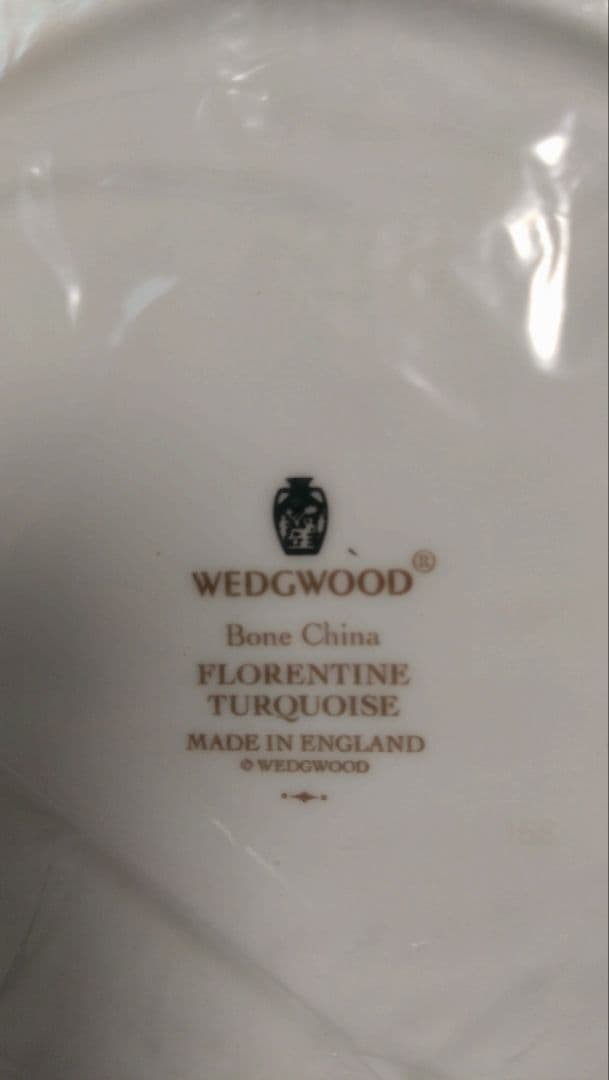 WEDGWOOD®
Bone China
FLORENTINE
TURQUOISE
MADE IN ENGLAND
© WEDGWOOD